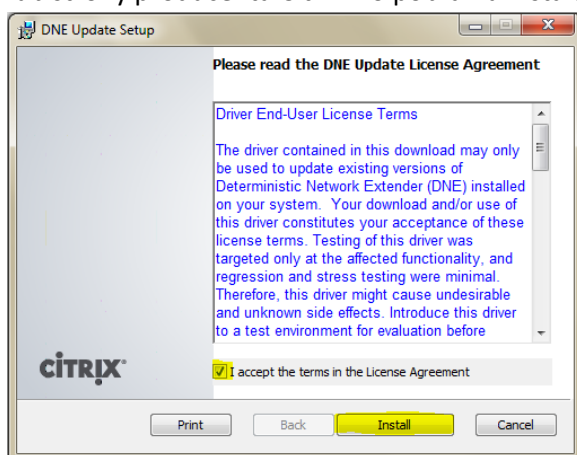 DNE Update Setup
Please read the DNE Update License Agreement
Driver End-User License Terms
The driver contained in this download may only
be used to update existing versions of
Deterministic Network Extender (DNE) installed
on your system. Your download and/or use of
this driver constitutes your acceptance of these
license terms. Testing of this driver was
targeted only at the affected functionality, and
regression and stress testing were minimal.
Therefore, this driver might cause undesirable
and unknown side effects. Introduce this driver
to a test environment for evaluation before
CİTRIX
I accept the terms in the License Agreement
Print Back Install Cancel